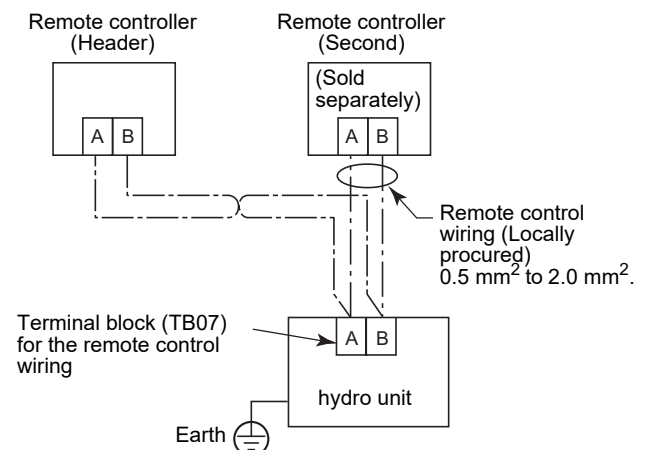 Remote controller
(Header)
Remote controller
(Second)
(Sold
separately)
A B
A B
Remote control
wiring (Locally
procured)
0.5 mm² to 2.0 mm².
Terminal block (TB07)
for the remote control
wiring
A B
hydro unit
Earth